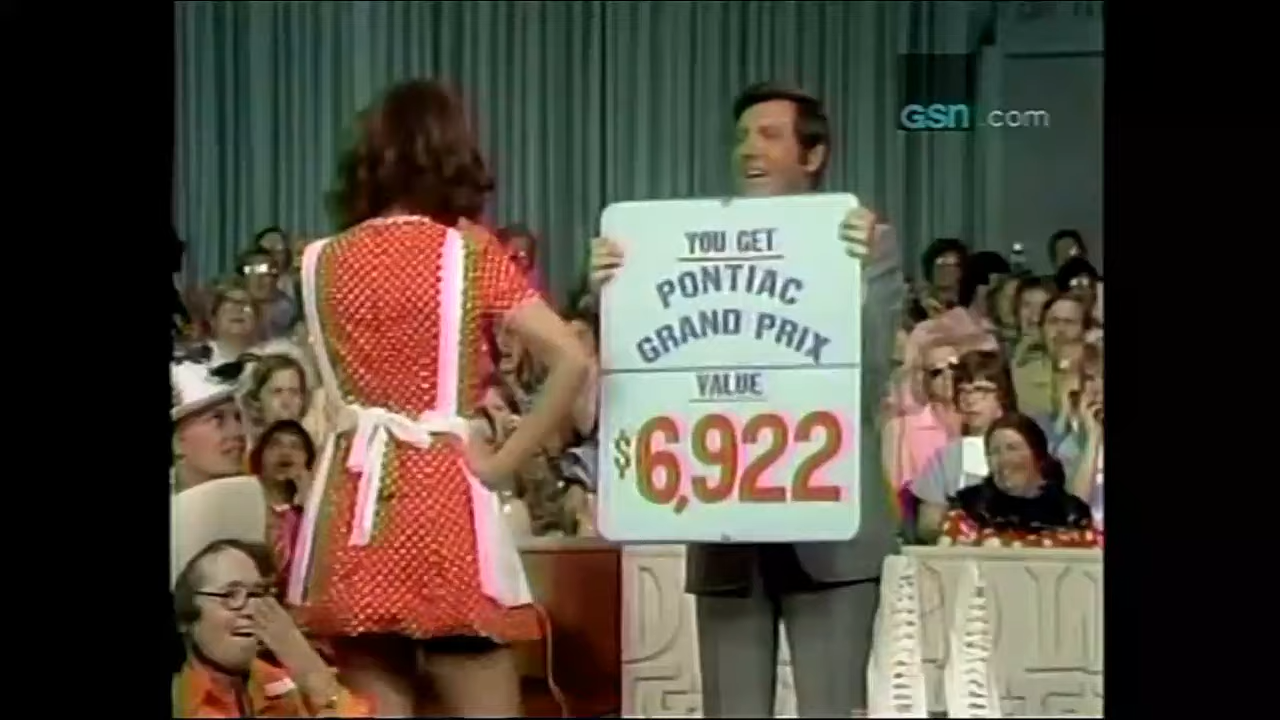 GSN.com
YOU GET
PONTIAC
GRAND PRIX
VALUE
$6,922